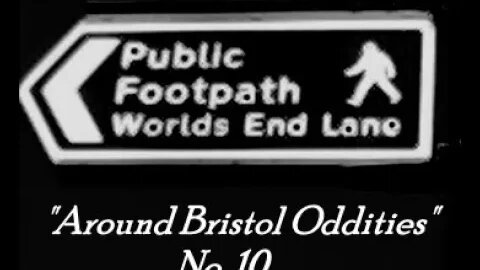 Public
Footpath
Worlds End Lane
"Around Bristol Oddities"
No. 10